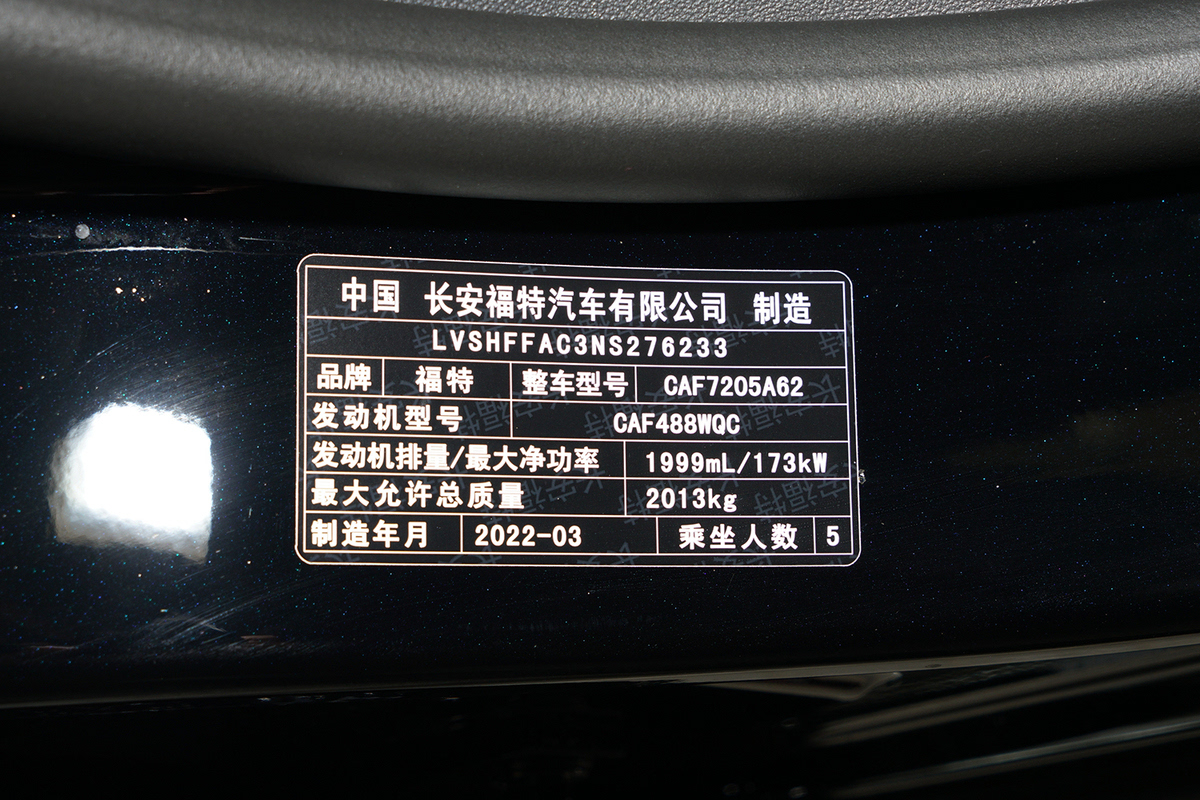 中国 长安福特汽车有限公司 制造
LVSHFFAC3NS276233
品牌 福特 整车型号 CAF7205A62
发动机型号 CAF488WQC
发动机排量/最大净功率 1999mL/173kW
最大允许总质量 2013kg
制造年月 2022-03 乘坐人数 5